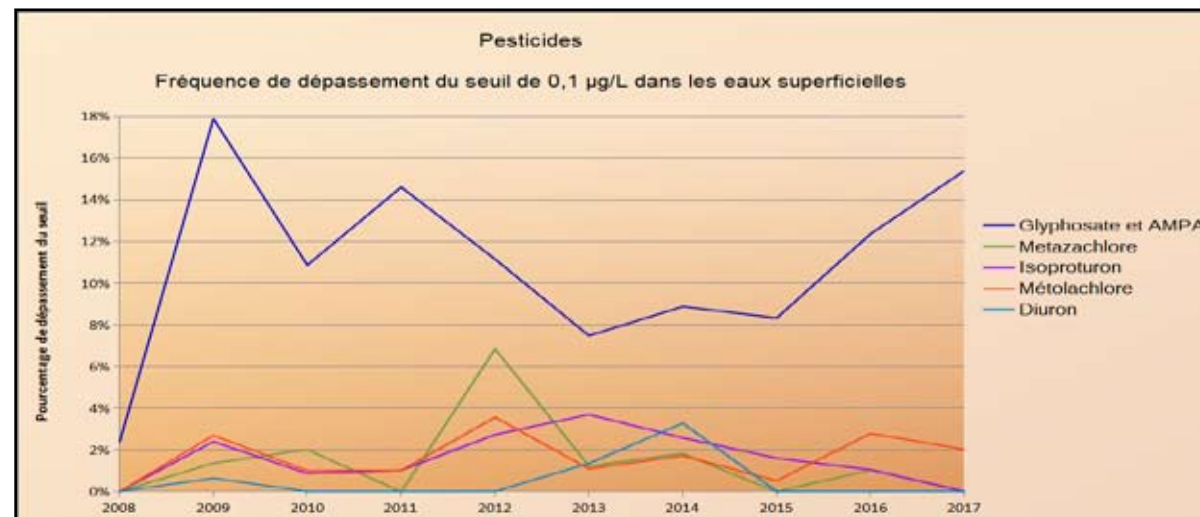 Pesticides
Fréquence de dépassement du seuil de 0,1 µg/L dans les eaux superficielles
Pourcentage de dépassement du seuil
18%
16%
14%
12%
10%
8%
6%
4%
2%
0%
2008 2009 2010 2011 2012 2013 2014 2015 2016 2017
Glyphosate et AMPA
Metazachlore
Isoproturon
Métolachlore
Diuron